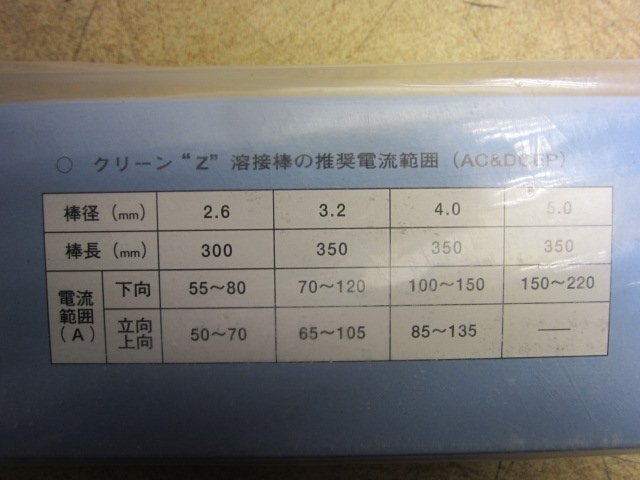 ○ クリーン“Z”溶接棒の推奨電流範囲（AC&DCEP）
棒径（mm） 2.6 3.2 4.0 5.0
棒長（mm） 300 350 350 350
電流範囲（A） 下向 55～80 70～120 100～150 150～220
立向上向 50～70 65～105 85～135 ―